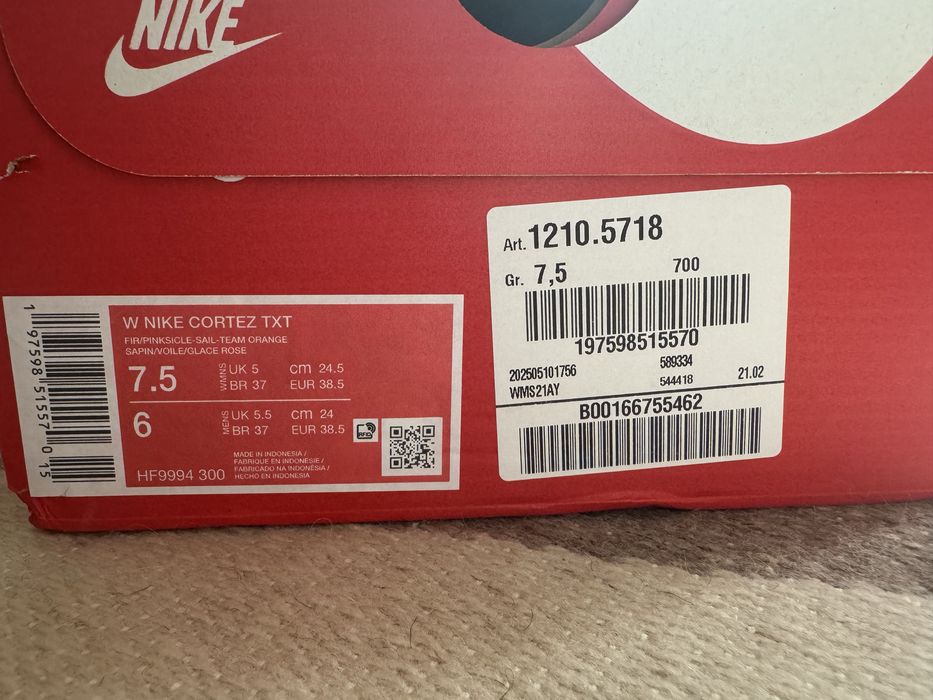 NIKE
W NIKE CORTEZ TXT
FIR/PINKSICLE-SAIL-TEAM ORANGE
SAPIN/VOILE/GLACE ROSE
7.5 WMNS UK 5 cm 24.5
BR 37 EUR 38.5
6 MENS UK 5.5 cm 24
BR 37 EUR 38.5
RFID
MADE IN INDONESIA /
FABRIQUE EN INDONESIE /
FABRICADO NA INDONÉSIA /
HECHO EN INDONESIA
HF9994 300
1 97598 51557 0 15
Art. 1210.5718
Gr. 7,5 700
197598515570
202505101756 589334
WMS21AY 544418 21.02
B00166755462